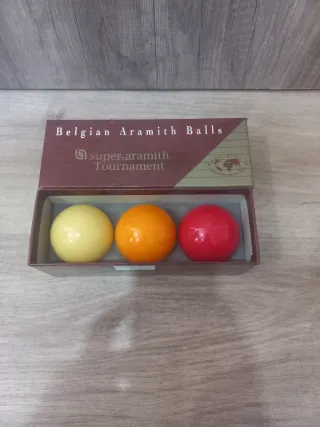 Belgian Aramith Balls
super aramith
Tournament